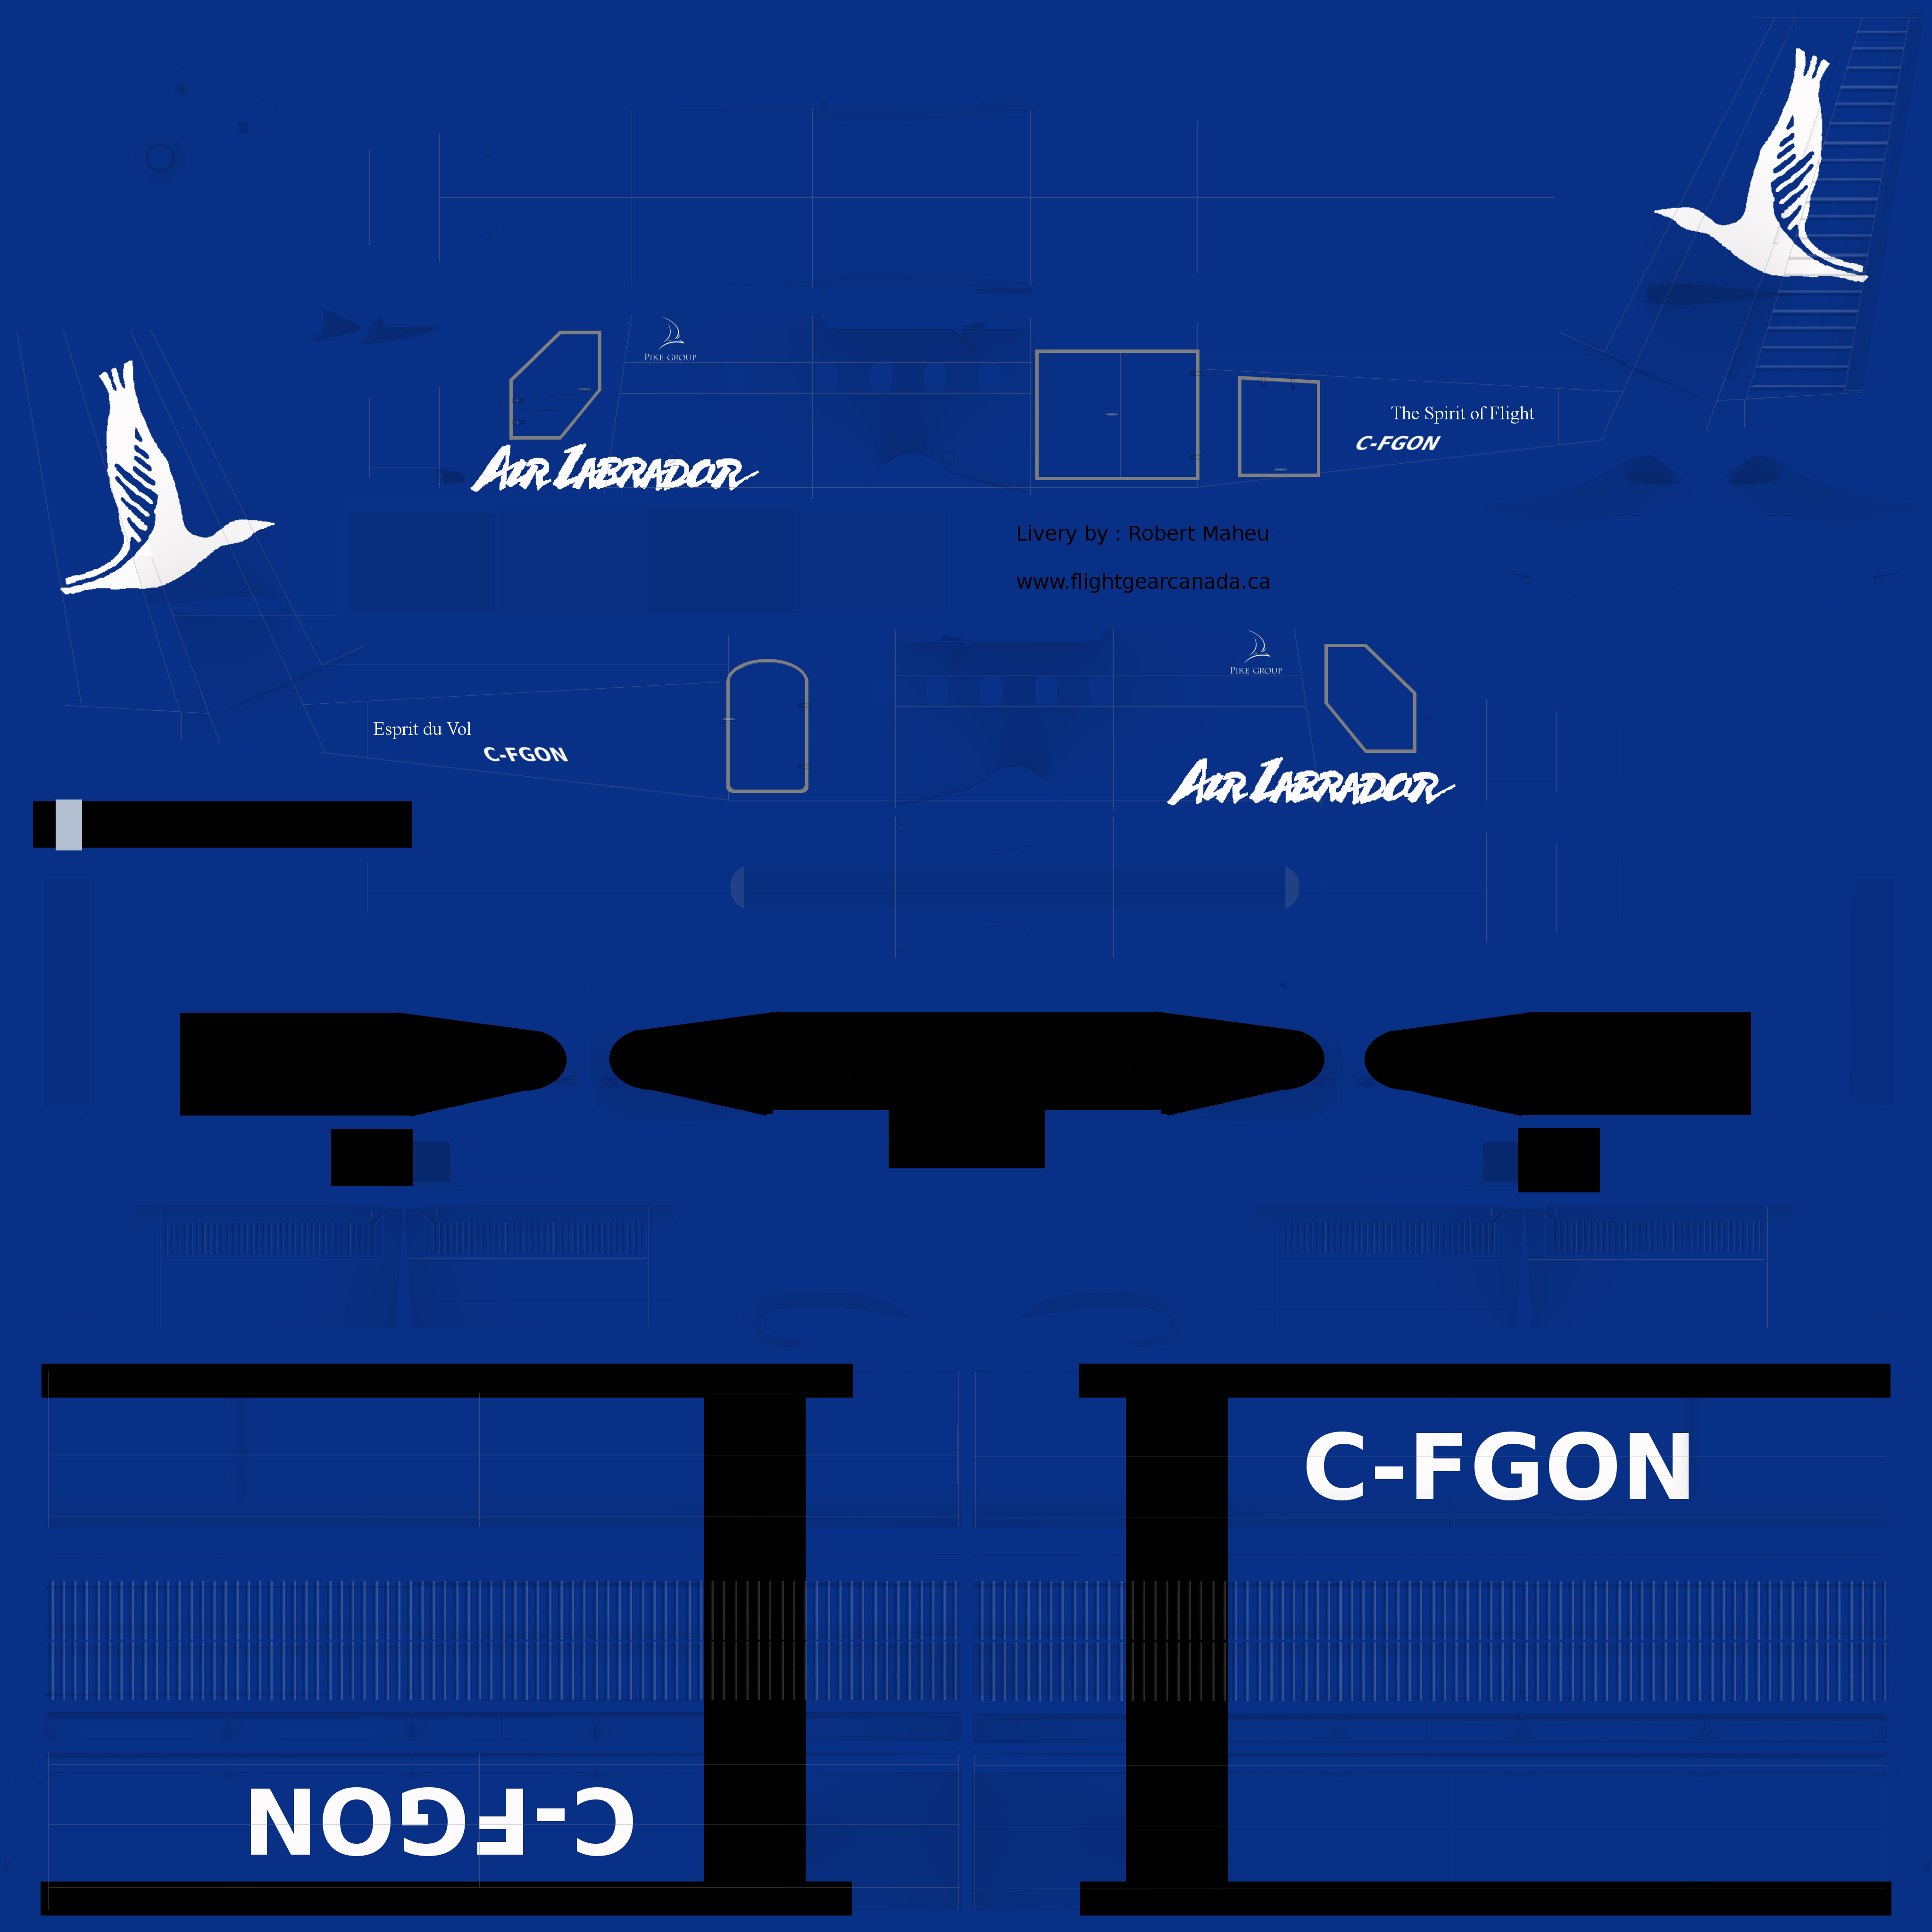 PIKE GROUP
The Spirit of Flight
C-FGON
AIR LABRADOR
Livery by : Robert Maheu
www.flightgearcanada.ca
PIKE GROUP
Esprit du Vol
C-FGON
AIR LABRADOR
C-FGON
C-FGON